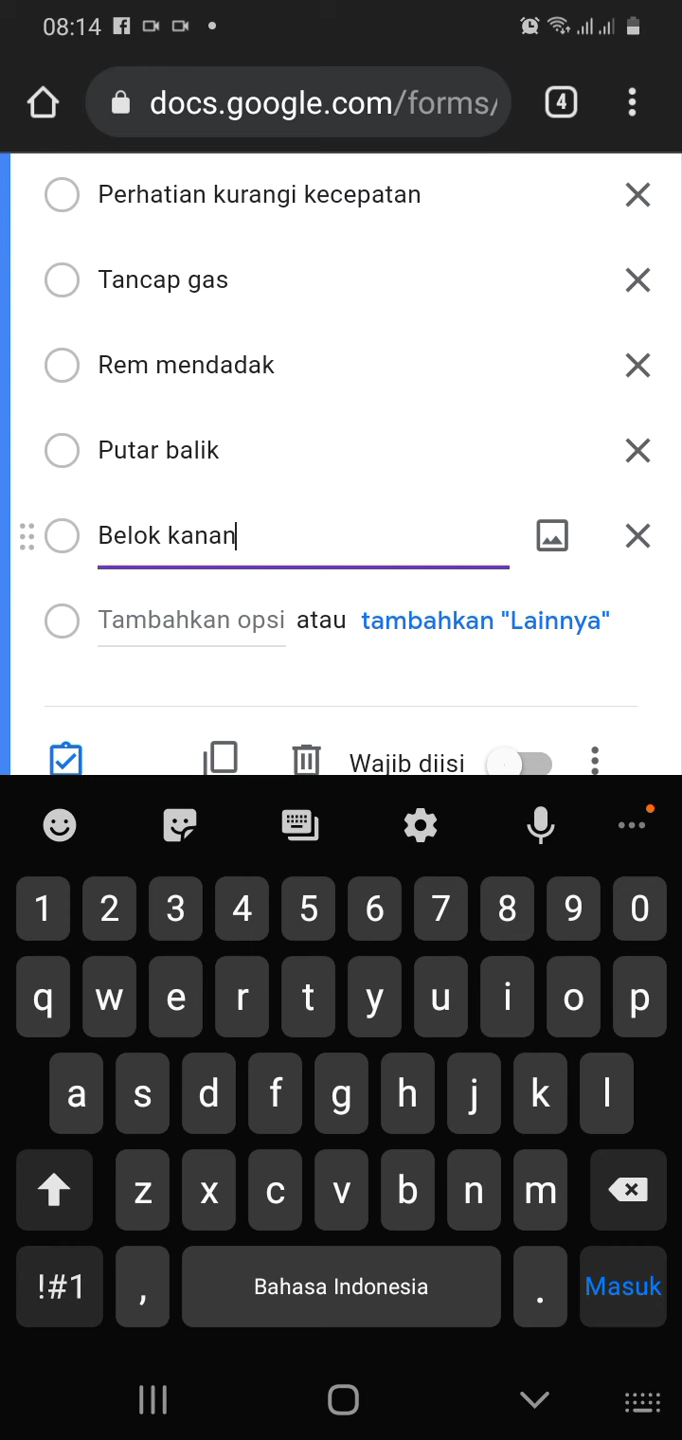 08:14
docs.google.com/forms/ 4
Perhatian kurangi kecepatan
Tancap gas
Rem mendadak
Putar balik
Belok kanan
Tambahkan opsi atau tambahkan "Lainnya"
Wajib diisi
1 2 3 4 5 6 7 8 9 0
q w e r t y u i o p
a s d f g h j k l
z x c v b n m
!#1 , Bahasa Indonesia . Masuk